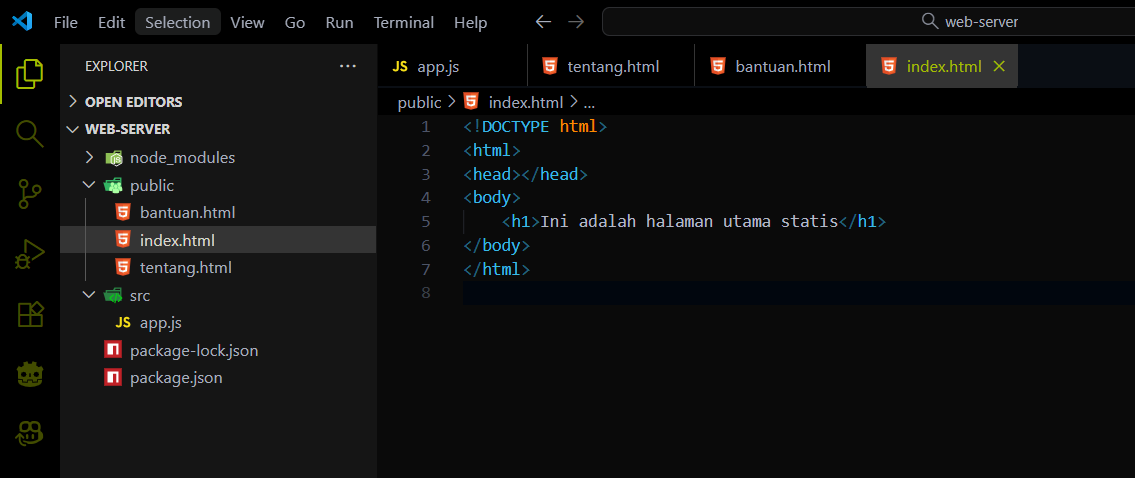 File Edit Selection View Go Run Terminal Help web-server
EXPLORER
OPEN EDITORS
WEB-SERVER
node_modules
public
bantuan.html
index.html
tentang.html
src
JS app.js
package-lock.json
package.json
JS app.js tentang.html bantuan.html index.html
public > index.html > ...
1 <!DOCTYPE html>
2 <html>
3 <head></head>
4 <body>
5 <h1>Ini adalah halaman utama statis</h1>
6 </body>
7 </html>
8